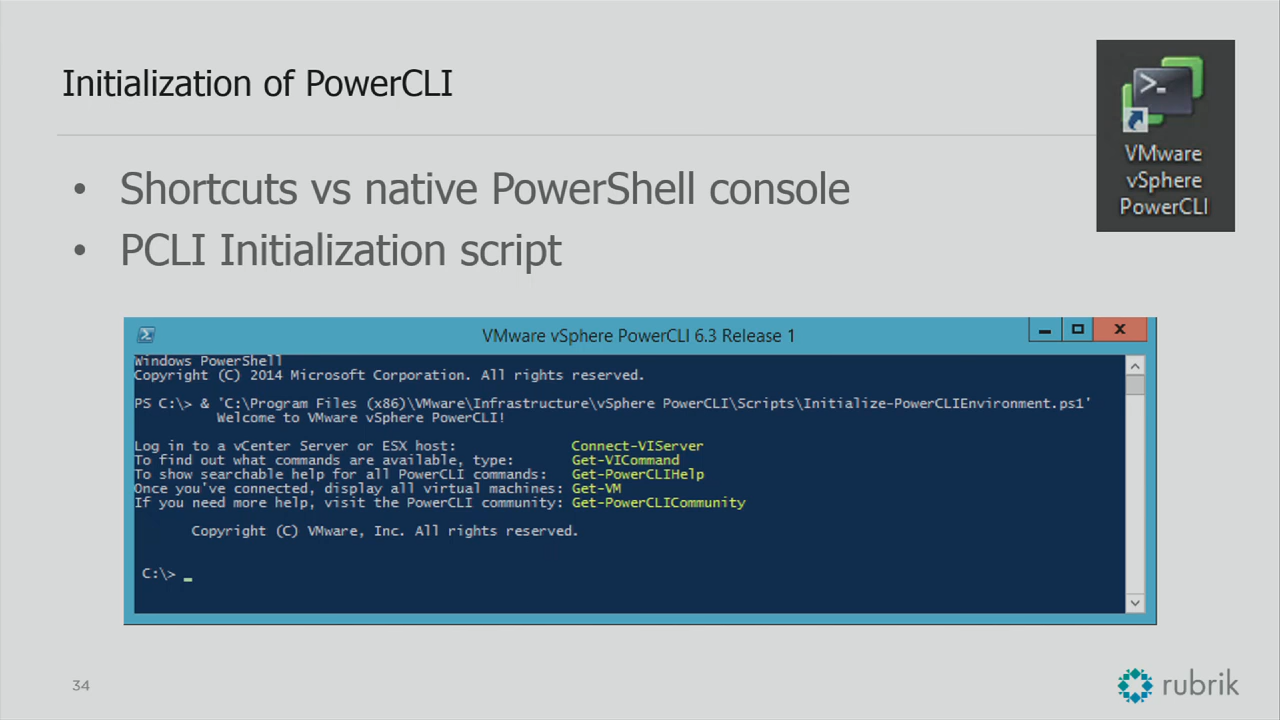 Initialization of PowerCLI
VMware
vSphere
PowerCLI
• Shortcuts vs native PowerShell console
• PCLI Initialization script
VMware vSphere PowerCLI 6.3 Release 1
Windows PowerShell
Copyright (C) 2014 Microsoft Corporation. All rights reserved.
PS C:\> & 'C:\Program Files (x86)\VMware\Infrastructure\vSphere PowerCLI\Scripts\Initialize-PowerCLIEnvironment.ps1'
Welcome to VMware vSphere PowerCLI!
Log in to a vCenter Server or ESX host: Connect-VIServer
To find out what commands are available, type: Get-VICommand
To show searchable help for all PowerCLI commands: Get-PowerCLIHelp
Once you've connected, display all virtual machines: Get-VM
If you need more help, visit the PowerCLI community: Get-PowerCLICommunity
Copyright (C) VMware, Inc. All rights reserved.
C:\> _
34
rubrik